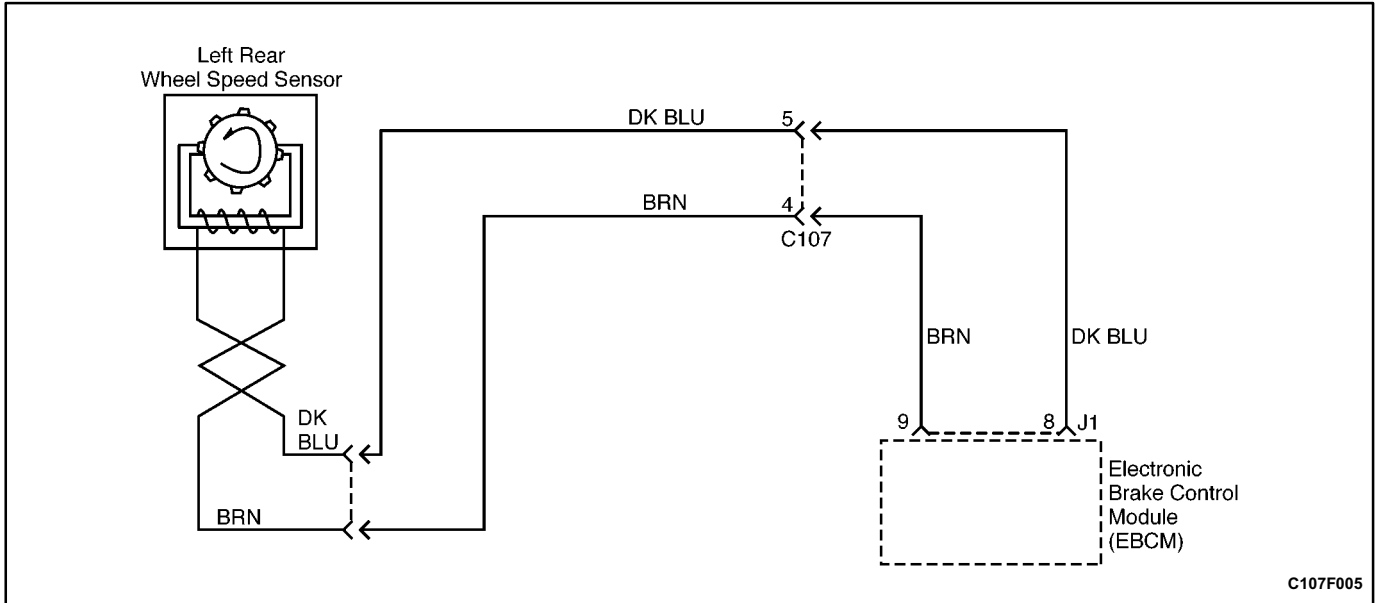 Left Rear
Wheel Speed Sensor
DK BLU
5
BRN
4
C107
BRN
DK BLU
DK
BLU
9
8
J1
BRN
Electronic
Brake Control
Module
(EBCM)
C107F005